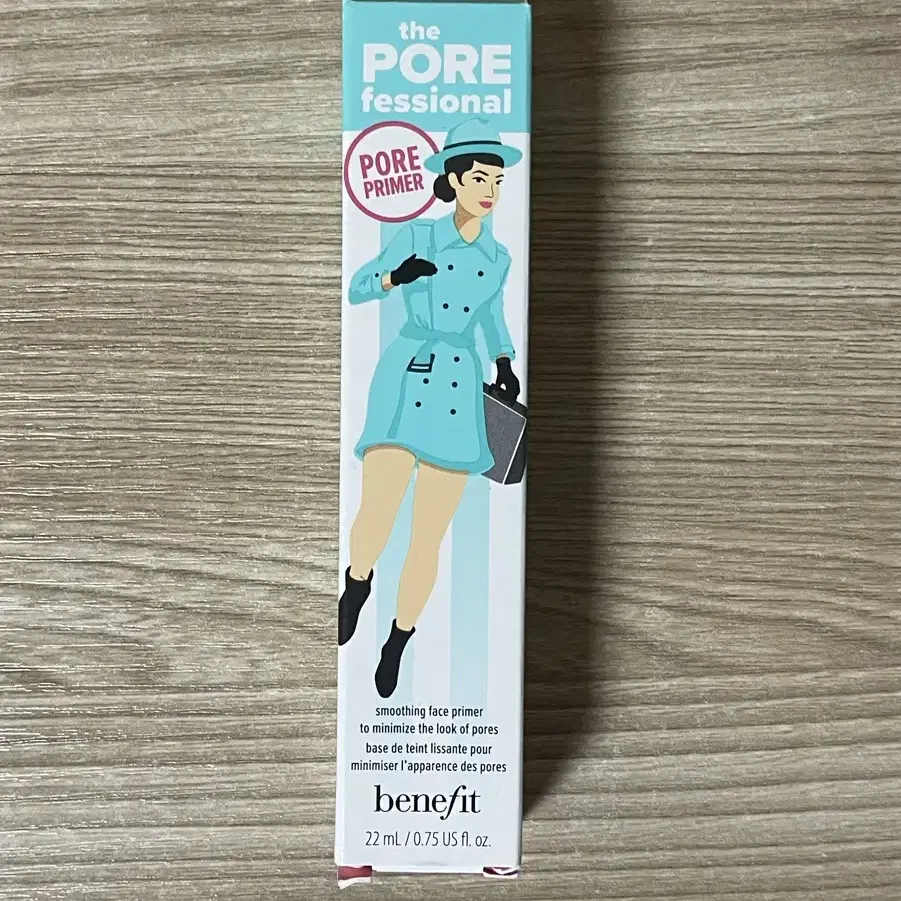 the
PORE
fessional
PORE
PRIMER
smoothing face primer
to minimize the look of pores
base de teint lissante pour
minimiser l'apparence des pores
benefit
22 mL / 0.75 US fl. oz.